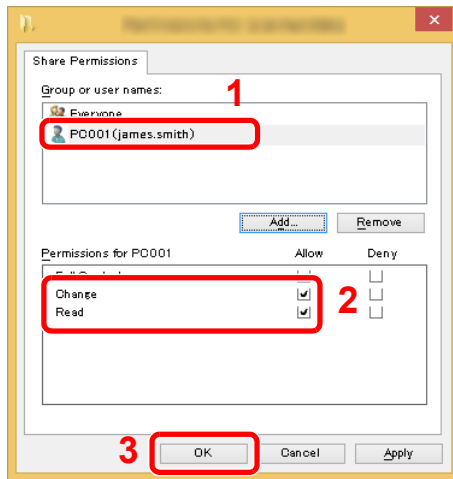 Share Permissions
Group or user names:
1
Everyone
PC001(james.smith)
Add... Remove
Permissions for PC001 Allow Deny
Change
2
Read
3 OK Cancel Apply